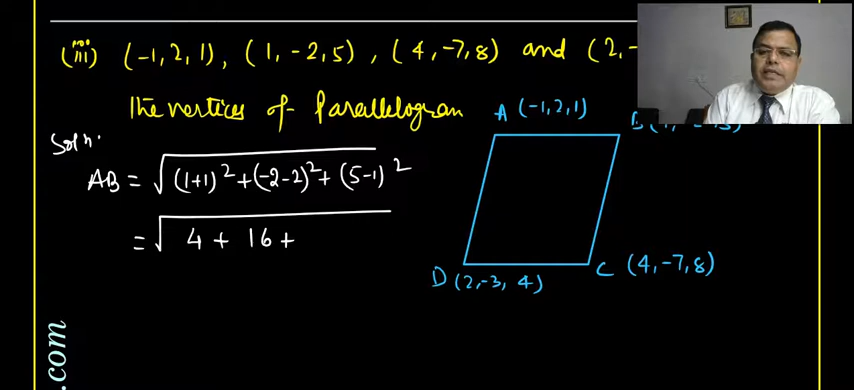 (iii) (-1, 2, 1), (1, -2, 5), (4, -7, 8) and (2, -
the vertices of Parallelogram
A (-1, 2, 1)
B (1,
Solⁿ.
AB = √(1+1)² + (-2-2)² + (5-1)²
= √4 + 16 +
D (2, -3, 4)
C (4, -7, 8)
.com